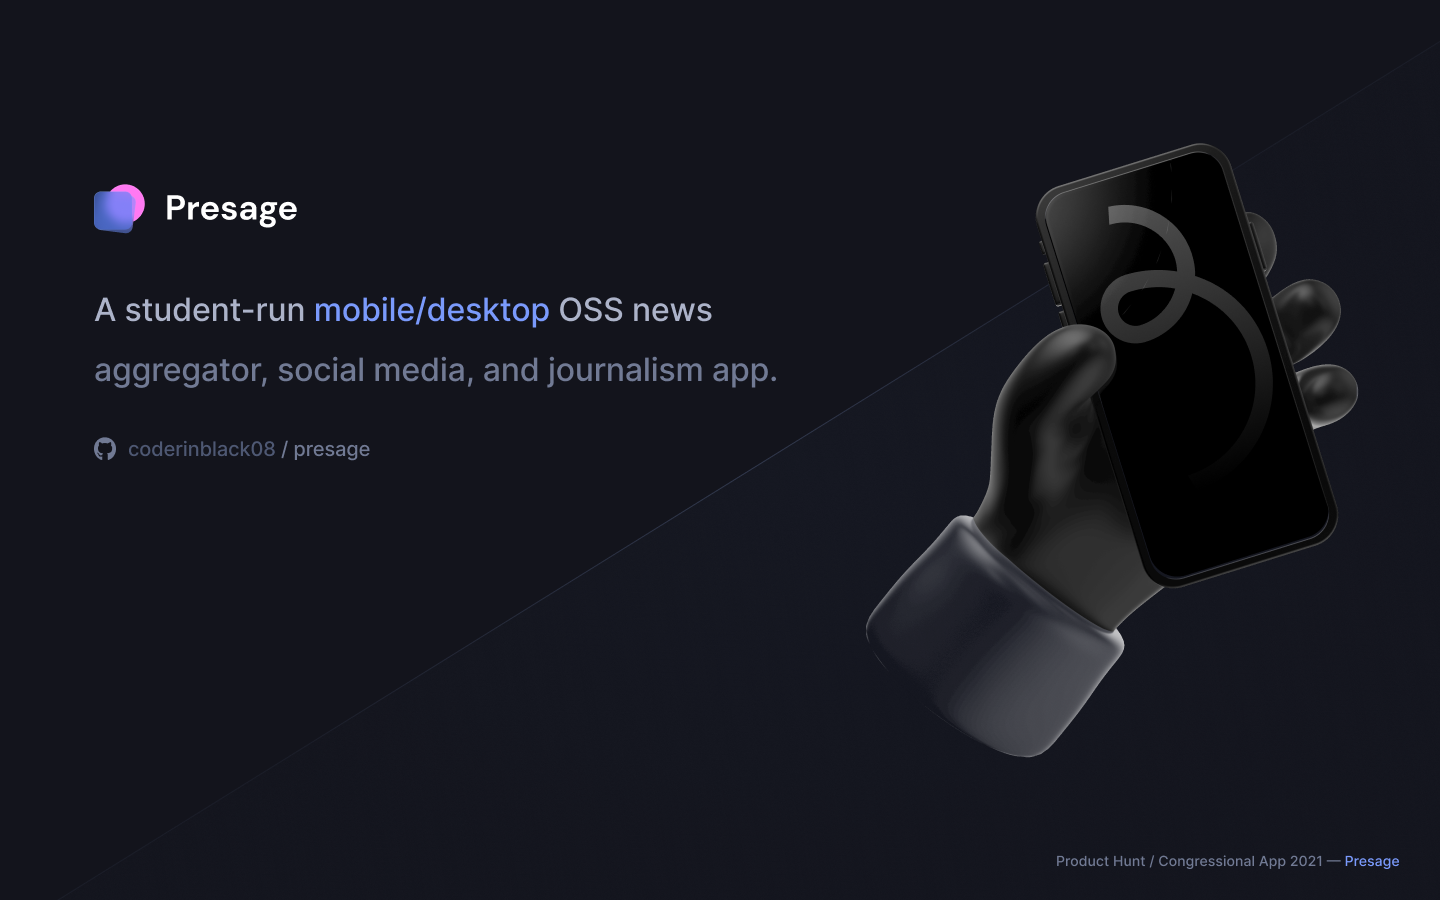 Presage
A student-run mobile/desktop OSS news
aggregator, social media, and journalism app.
coderinblack08 / presage
Product Hunt / Congressional App 2021 — Presage